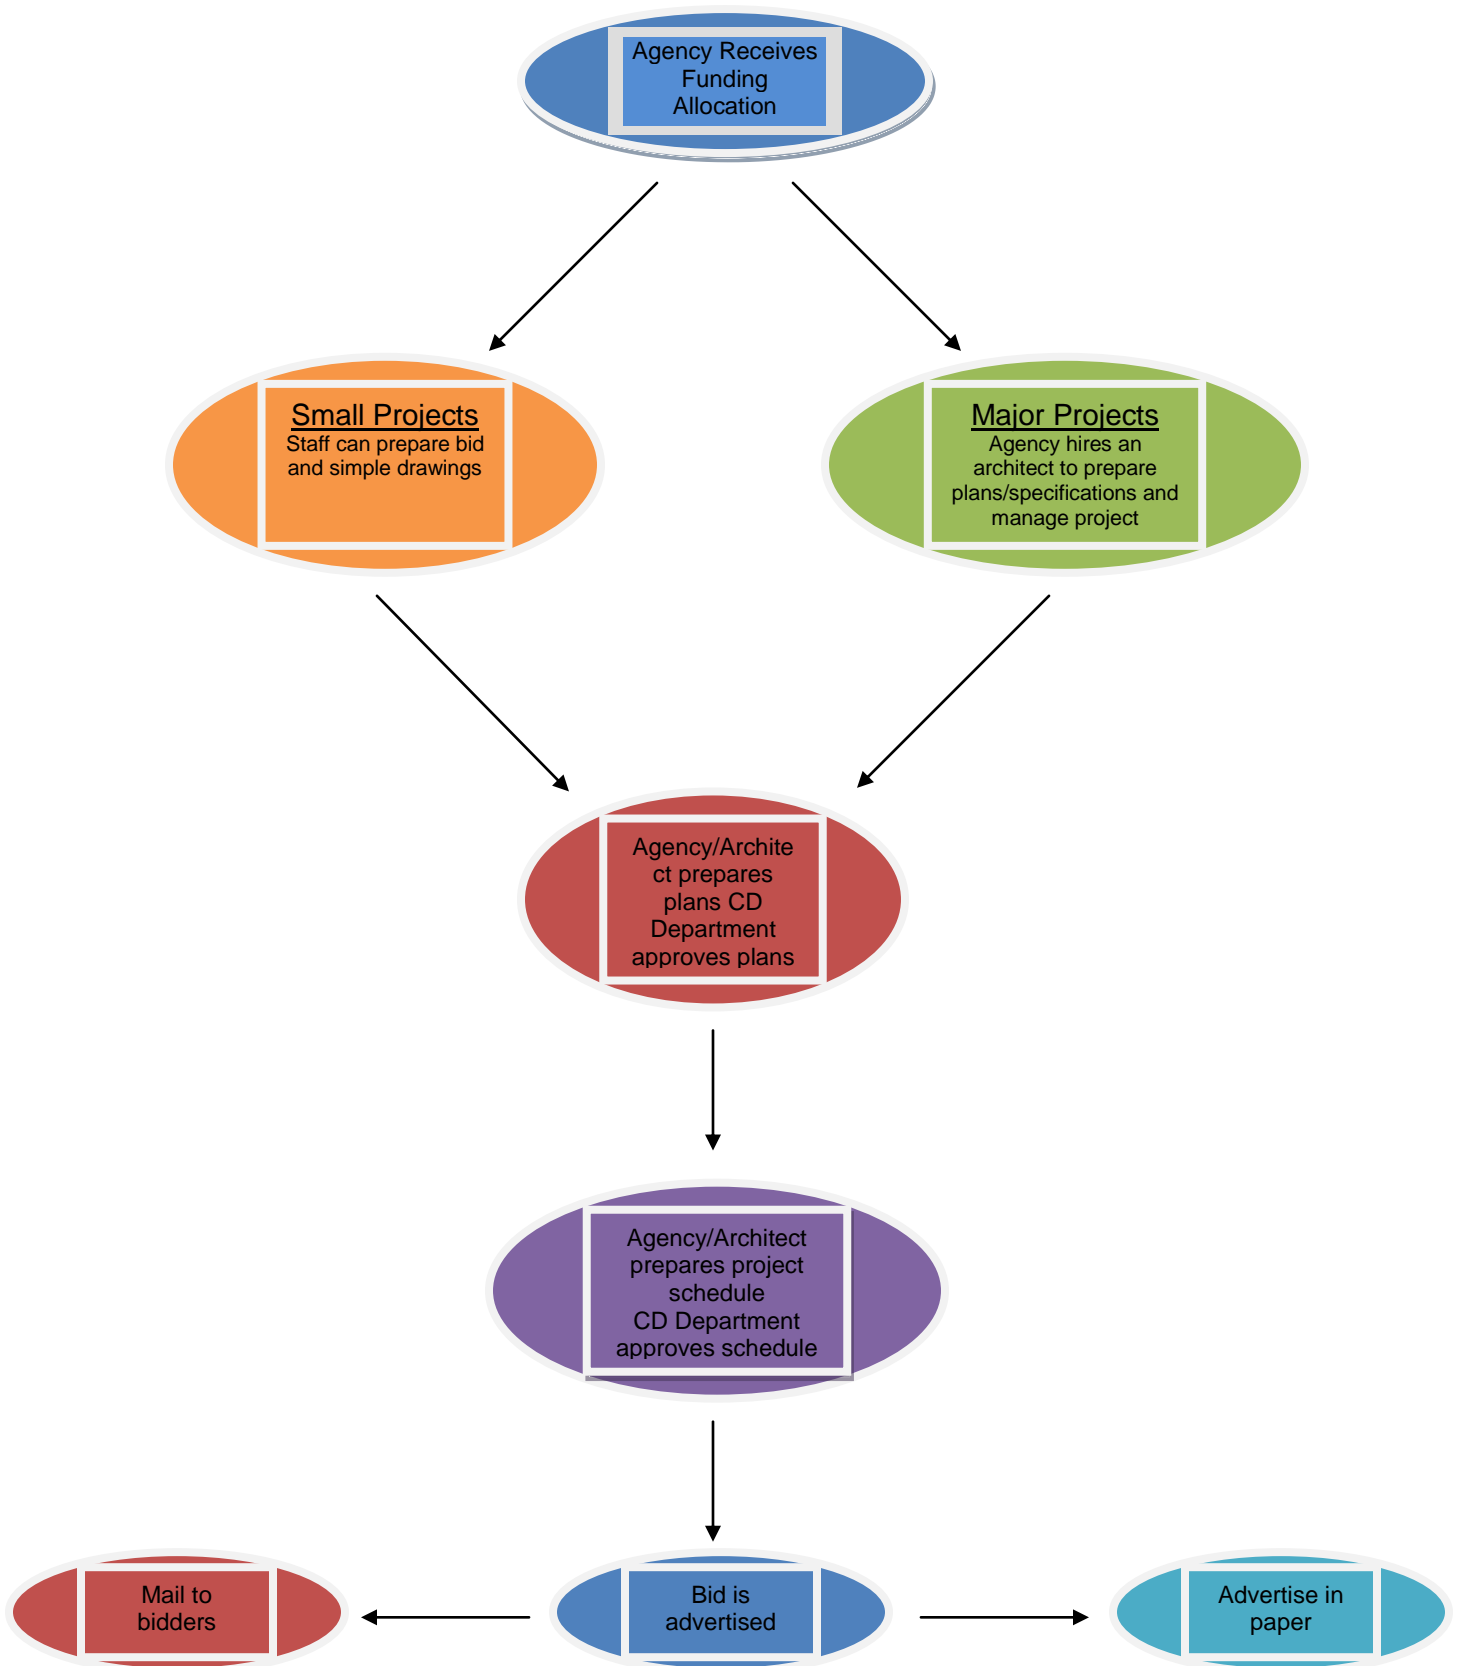 Agency Receives
Funding
Allocation
Small Projects
Staff can prepare bid
and simple drawings
Major Projects
Agency hires an
architect to prepare
plans/specifications and
manage project
Agency/Archite
ct prepares
plans CD
Department
approves plans
Agency/Architect
prepares project
schedule
CD Department
approves schedule
Mail to
bidders
Bid is
advertised
Advertise in
paper